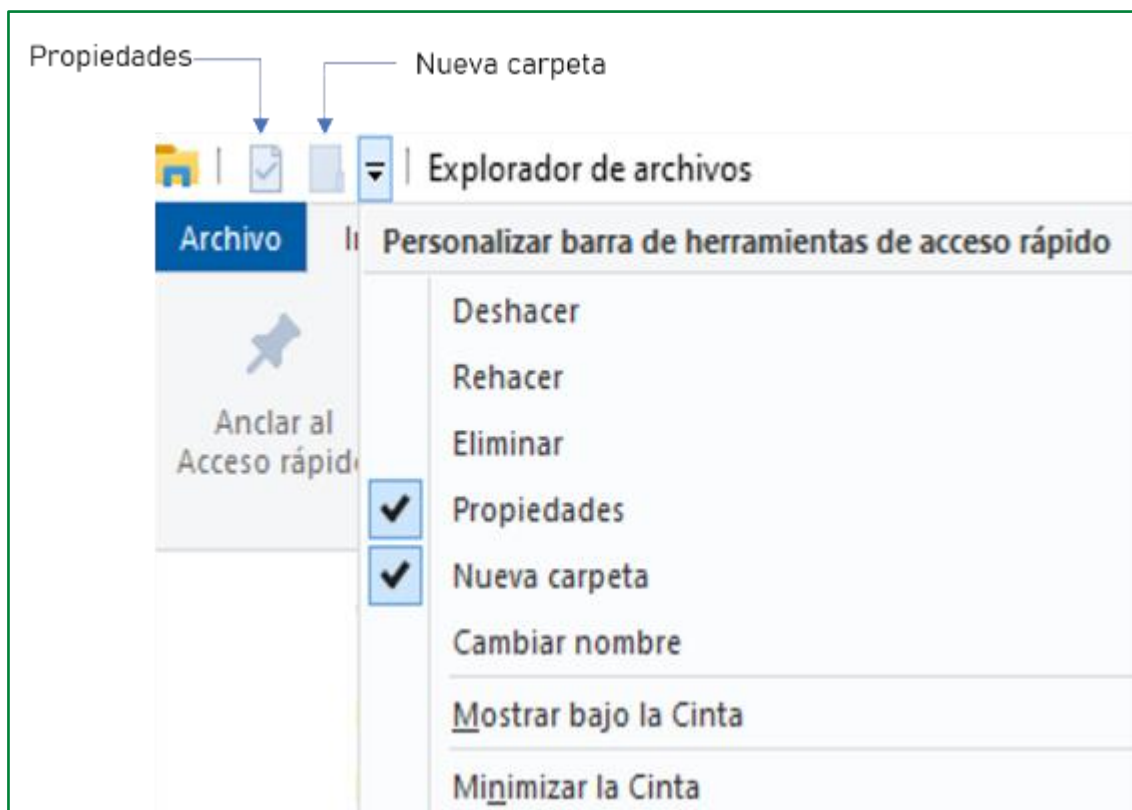 Propiedades
Nueva carpeta
Explorador de archivos
Archivo
Personalizar barra de herramientas de acceso rápido
Anclar al
Acceso
Deshacer
Rehacer
Eliminar
Propiedades
Nueva carpeta
Cambiar nombre
Mostrar bajo la Cinta
Minimizar la Cinta